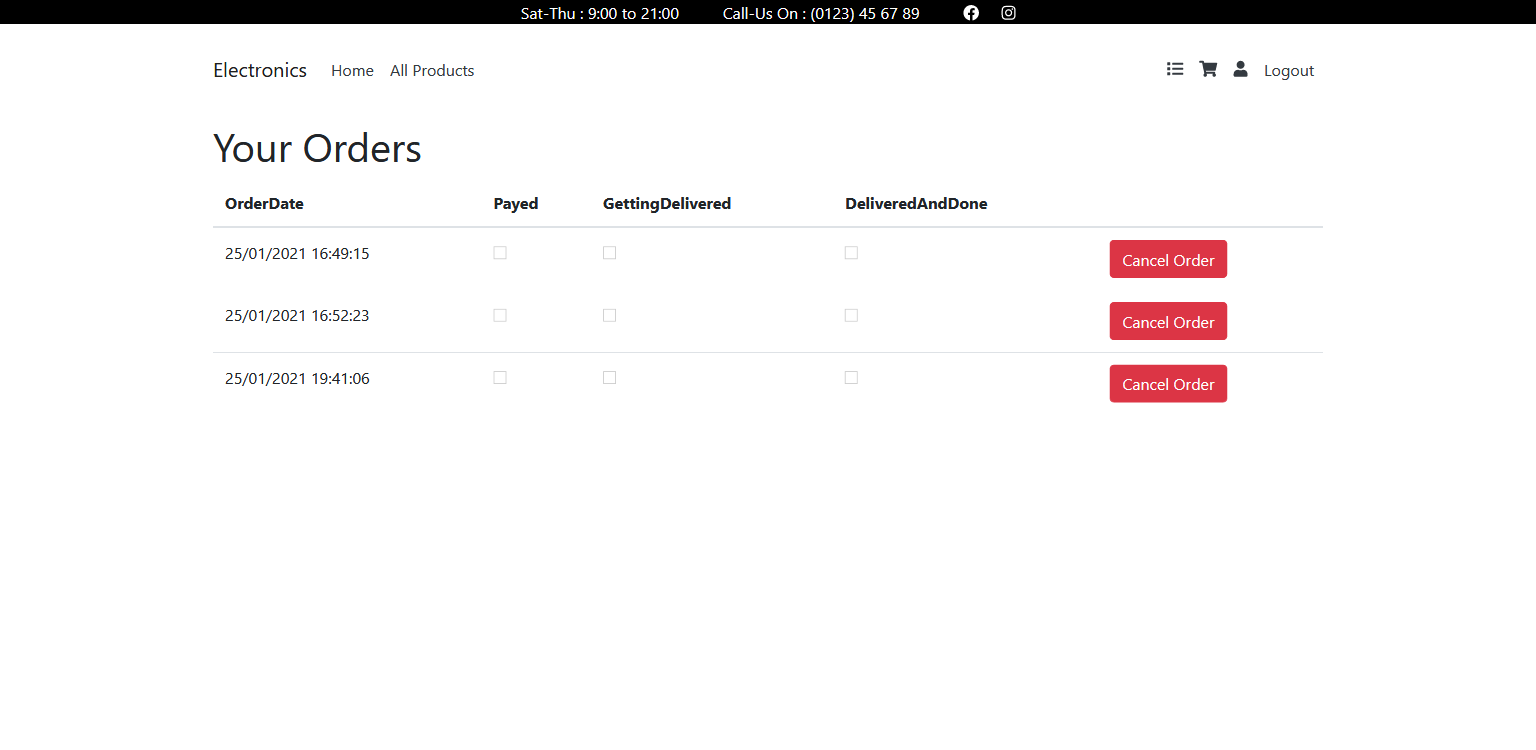 Sat-Thu : 9:00 to 21:00 Call-Us On : (0123) 45 67 89
Electronics Home All Products Logout
Your Orders
OrderDate Payed GettingDelivered DeliveredAndDone
25/01/2021 16:49:15 Cancel Order
25/01/2021 16:52:23 Cancel Order
25/01/2021 19:41:06 Cancel Order